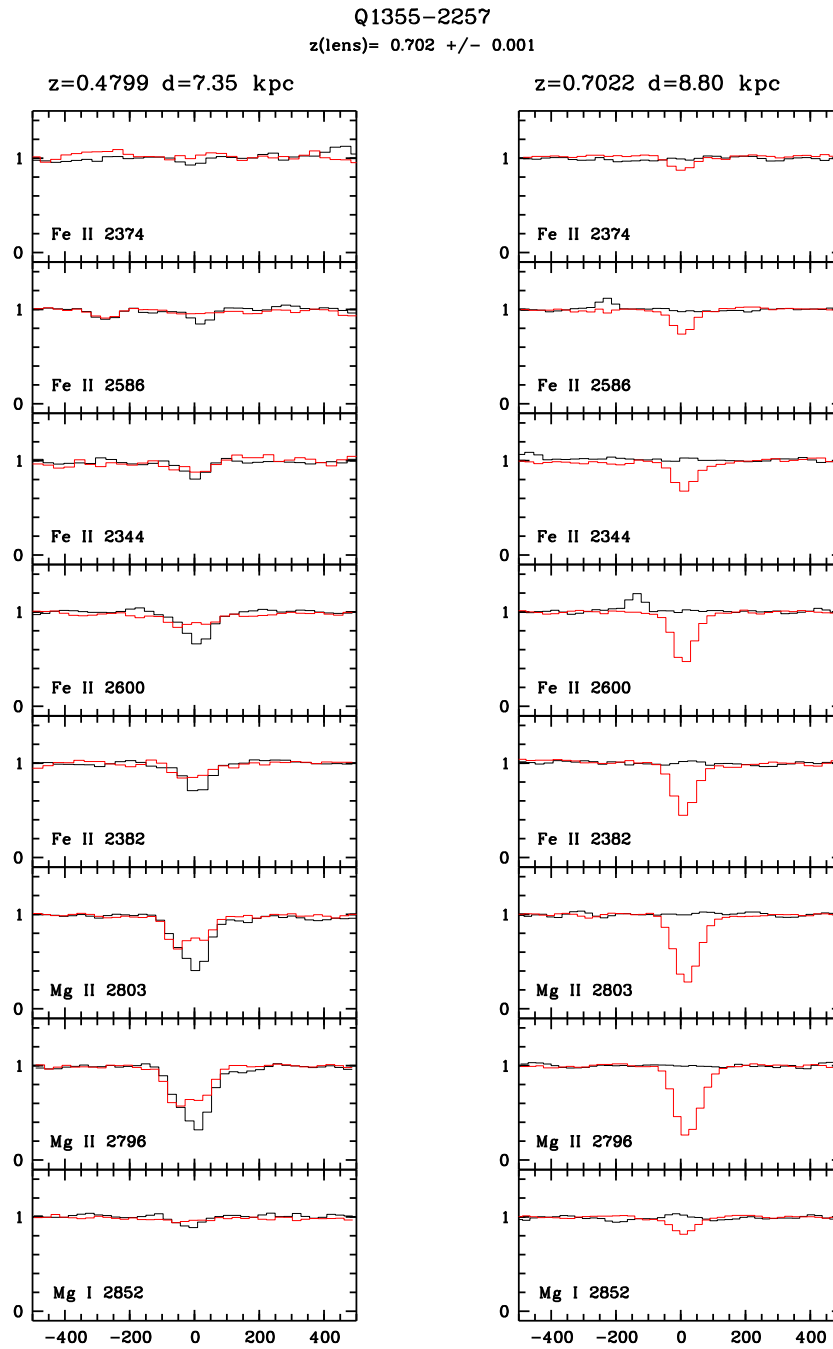 Q1355-2257
z(lens)= 0.702 +/- 0.001
z=0.4799 d=7.35 kpc
1
Fe II 2374
0
1
Fe II 2586
0
1
Fe II 2344
0
1
Fe II 2600
0
1
Fe II 2382
0
1
Mg II 2803
0
1
Mg II 2796
0
1
Mg I 2852
0
-400 -200 0 200 400
z=0.7022 d=8.80 kpc
1
Fe II 2374
0
1
Fe II 2586
0
1
Fe II 2344
0
1
Fe II 2600
0
1
Fe II 2382
0
1
Mg II 2803
0
1
Mg II 2796
0
1
Mg I 2852
0
-400 -200 0 200 400